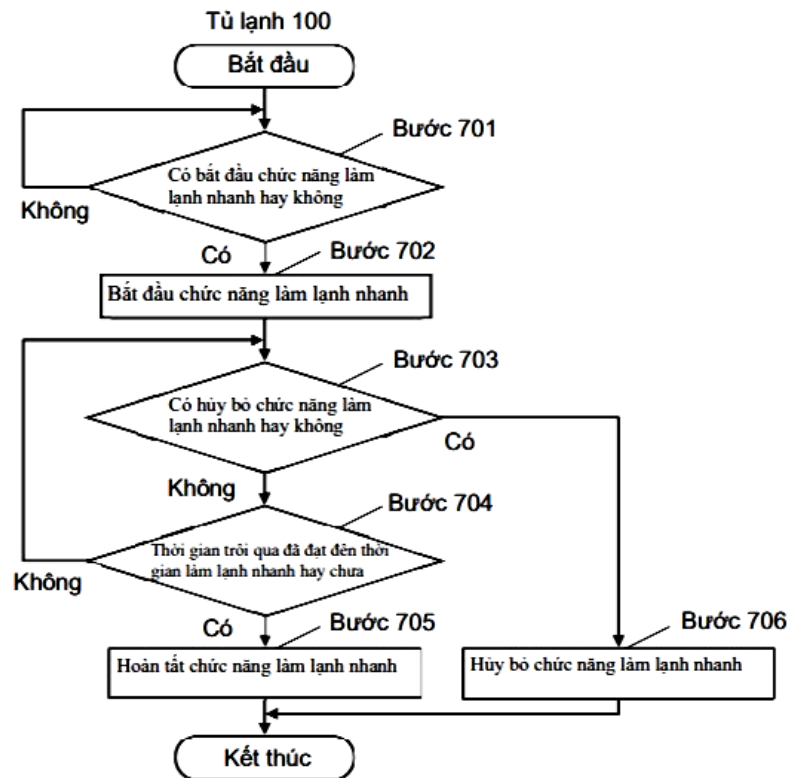 Tủ lạnh 100
Bắt đầu
Bước 701
Có bắt đầu chức năng làm
lạnh nhanh hay không
Không
Có
Bước 702
Bắt đầu chức năng làm lạnh nhanh
Bước 703
Có hủy bỏ chức năng làm
lạnh nhanh hay không
Có
Không
Bước 704
Thời gian trôi qua đã đạt đến thời
gian làm lạnh nhanh hay chưa
Không
Có
Bước 705
Hoàn tất chức năng làm lạnh nhanh
Bước 706
Hủy bỏ chức năng làm lạnh nhanh
Kết thúc